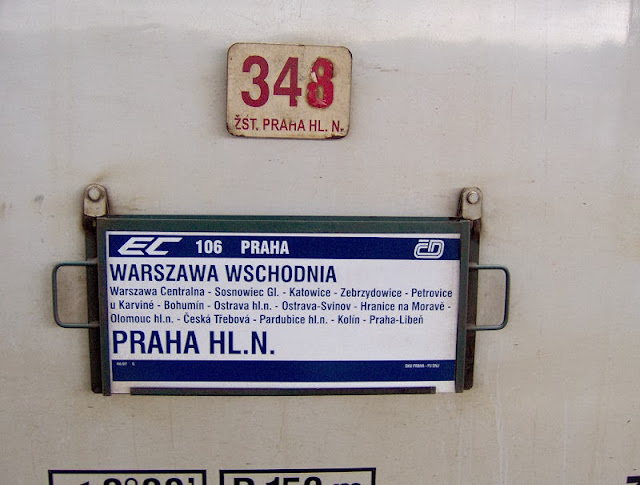 348
ŽST. PRAHA HL. N.
EC 106 PRAHA ČD
WARSZAWA WSCHODNIA
Warszawa Centralna - Sosnowiec Gł. - Katowice - Zebrzydowice - Petrovice
u Karviné - Bohumín - Ostrava hl.n. - Ostrava-Svinov - Hranice na Moravě -
Olomouc hl.n. - Česká Třebová - Pardubice hl.n. - Kolín - Praha-Libeň
PRAHA HL.N.